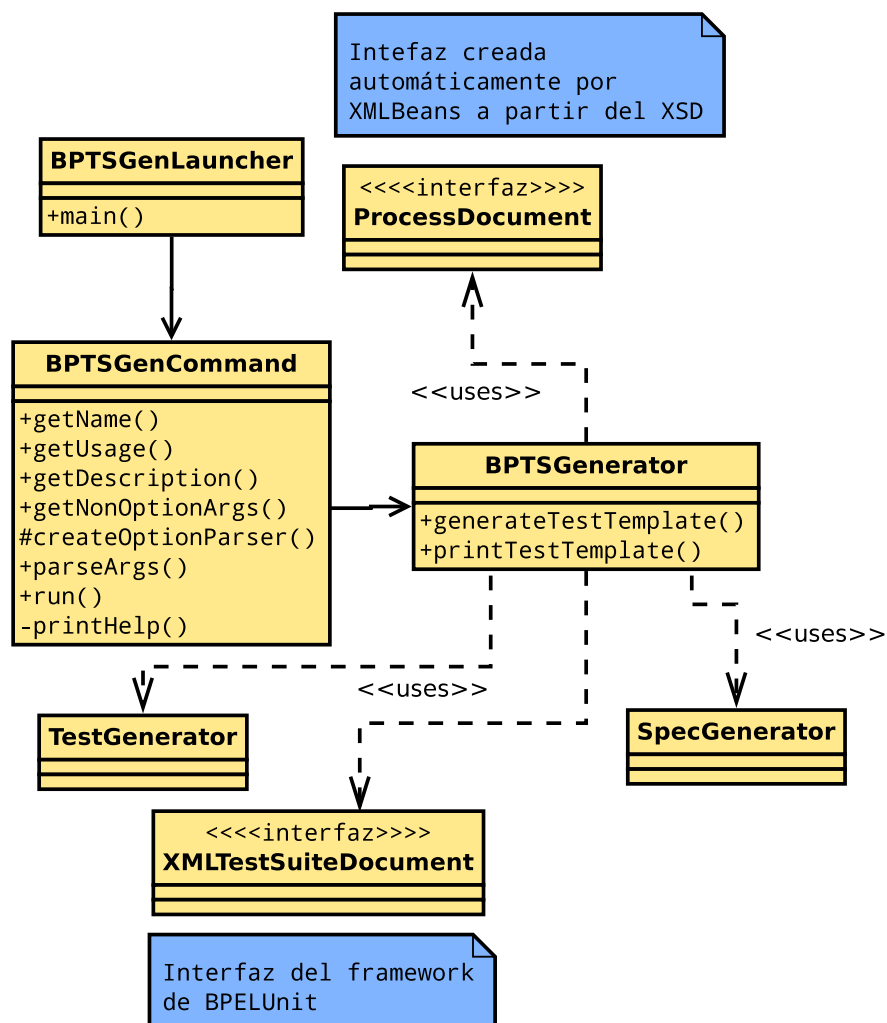 Intefaz creada
automáticamente por
XMLBeans a partir del XSD
BPTSGenLauncher
+main()
<<<<interfaz>>>>
ProcessDocument
BPTSGenCommand
+getName()
+getUsage()
+getDescription()
+getNonOptionArgs()
#createOptionParser()
+parseArgs()
+run()
-printHelp()
<<uses>>
BPTSGenerator
+generateTestTemplate()
+printTestTemplate()
<<uses>>
<<uses>>
TestGenerator
SpecGenerator
<<<<interfaz>>>>
XMLTestSuiteDocument
Interfaz del framework
de BPELUnit